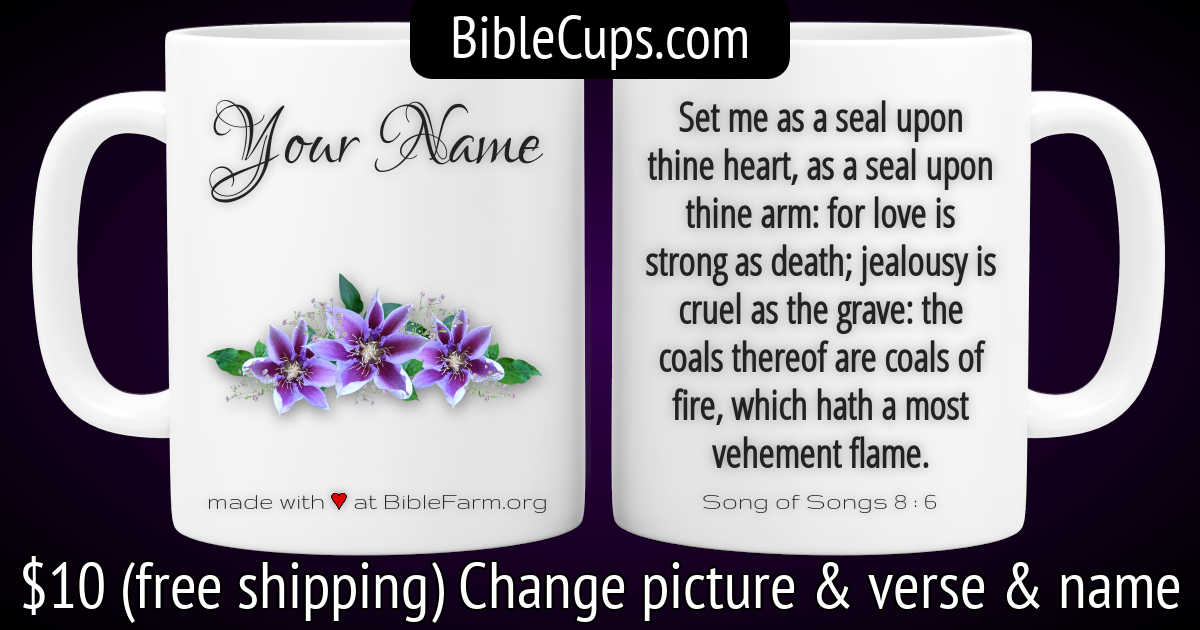 BibleCups.com
Your Name
made with ♥ at BibleFarm.org
Set me as a seal upon
thine heart, as a seal upon
thine arm: for love is
strong as death; jealousy is
cruel as the grave: the
coals thereof are coals of
fire, which hath a most
vehement flame.
Song of Songs 8 : 6
$10 (free shipping) Change picture & verse & name